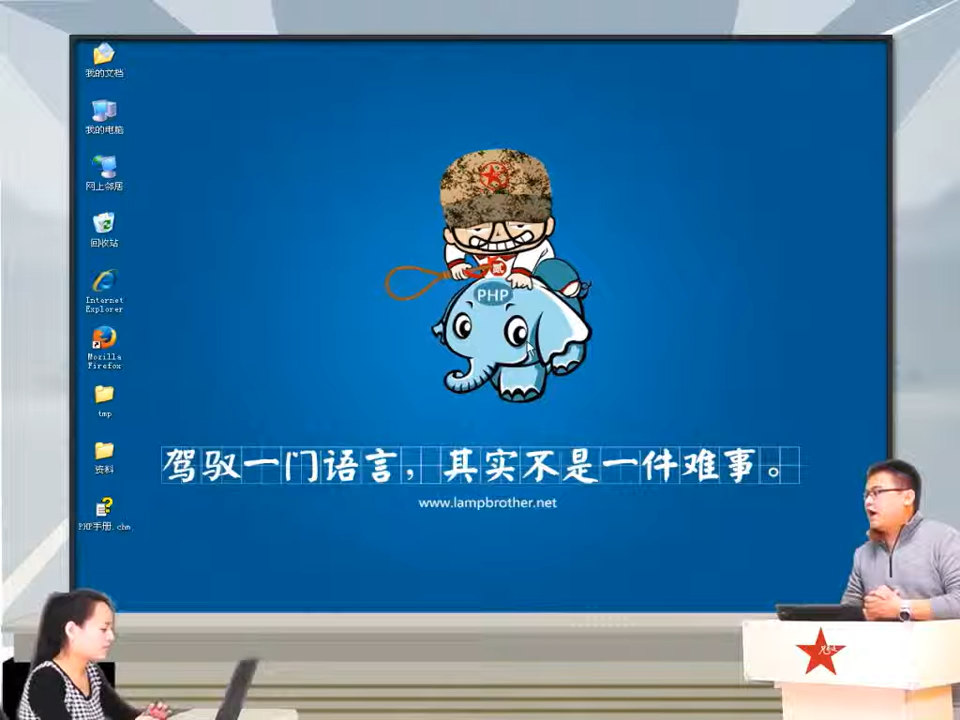 我的文档
我的电脑
网上邻居
回收站
Internet
Explorer
Mozilla
Firefox
tmp
资料
PHP手册.chm
贰
PHP
驾驭一门语言，其实不是一件难事。
www.lampbrother.net